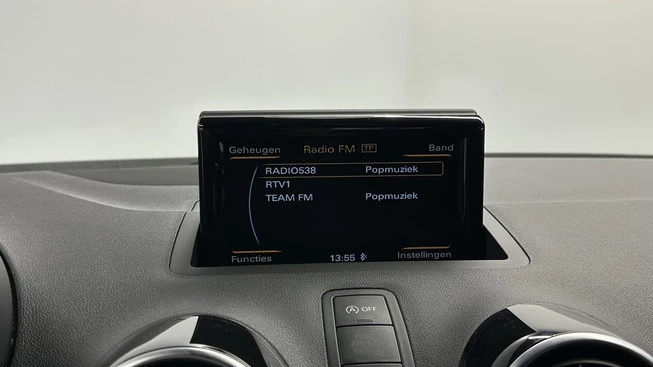 Geheugen Radio FM TP Band
RADIO538 Popmuziek
RTV1
TEAM FM Popmuziek
Functies 13:55 Instellingen
A OFF